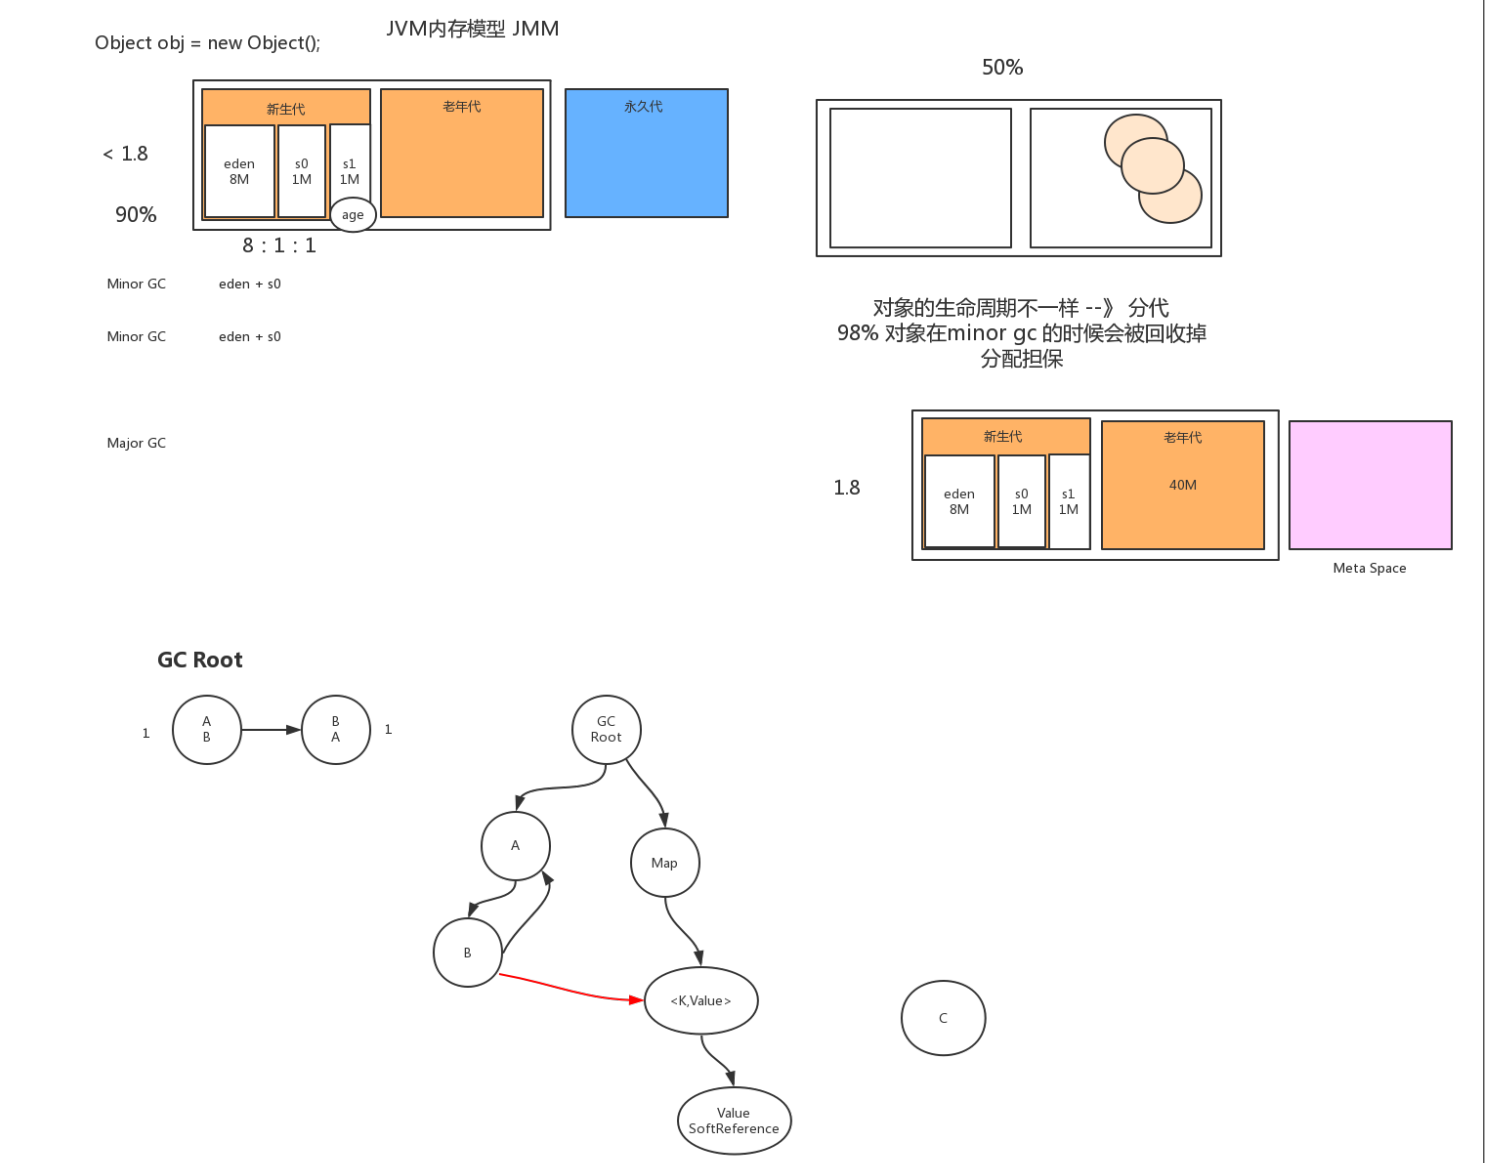 JVM内存模型 JMM
Object obj = new Object();
新生代
老年代
永久代
< 1.8
eden
8M
s0
1M
s1
1M
90%
age
8 : 1 : 1
Minor GC
eden + s0
Minor GC
eden + s0
Major GC
50%
对象的生命周期不一样 --》 分代
98% 对象在minor gc 的时候会被回收掉
分配担保
1.8
新生代
老年代
eden
8M
s0
1M
s1
1M
40M
Meta Space
GC Root
1
A
B
B
A
1
GC
Root
A
Map
B
<K,Value>
C
Value
SoftReference